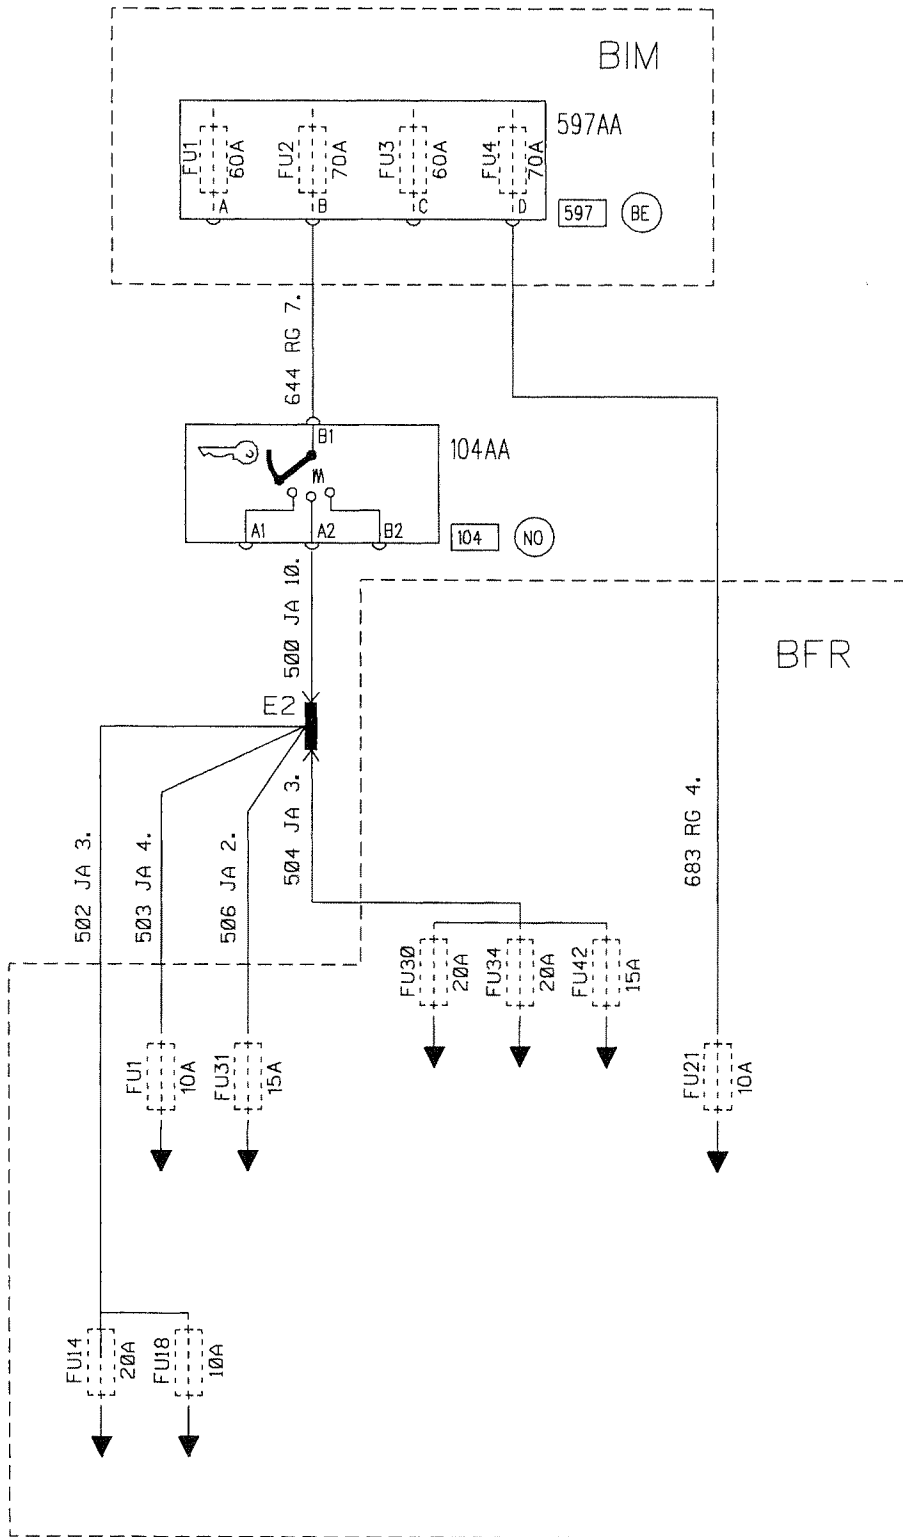 BIM
597AA
FU1
60A
FU2
70A
FU3
60A
FU4
70A
A
B
C
D
597
BE
644 RG 7.
B1
104AA
M
A1
A2
B2
104
NO
500 JA 10.
BFR
E2
502 JA 3.
503 JA 4.
506 JA 2.
504 JA 3.
683 RG 4.
FU30
20A
FU34
20A
FU42
15A
FU1
10A
FU31
15A
FU21
10A
FU14
20A
FU18
10A